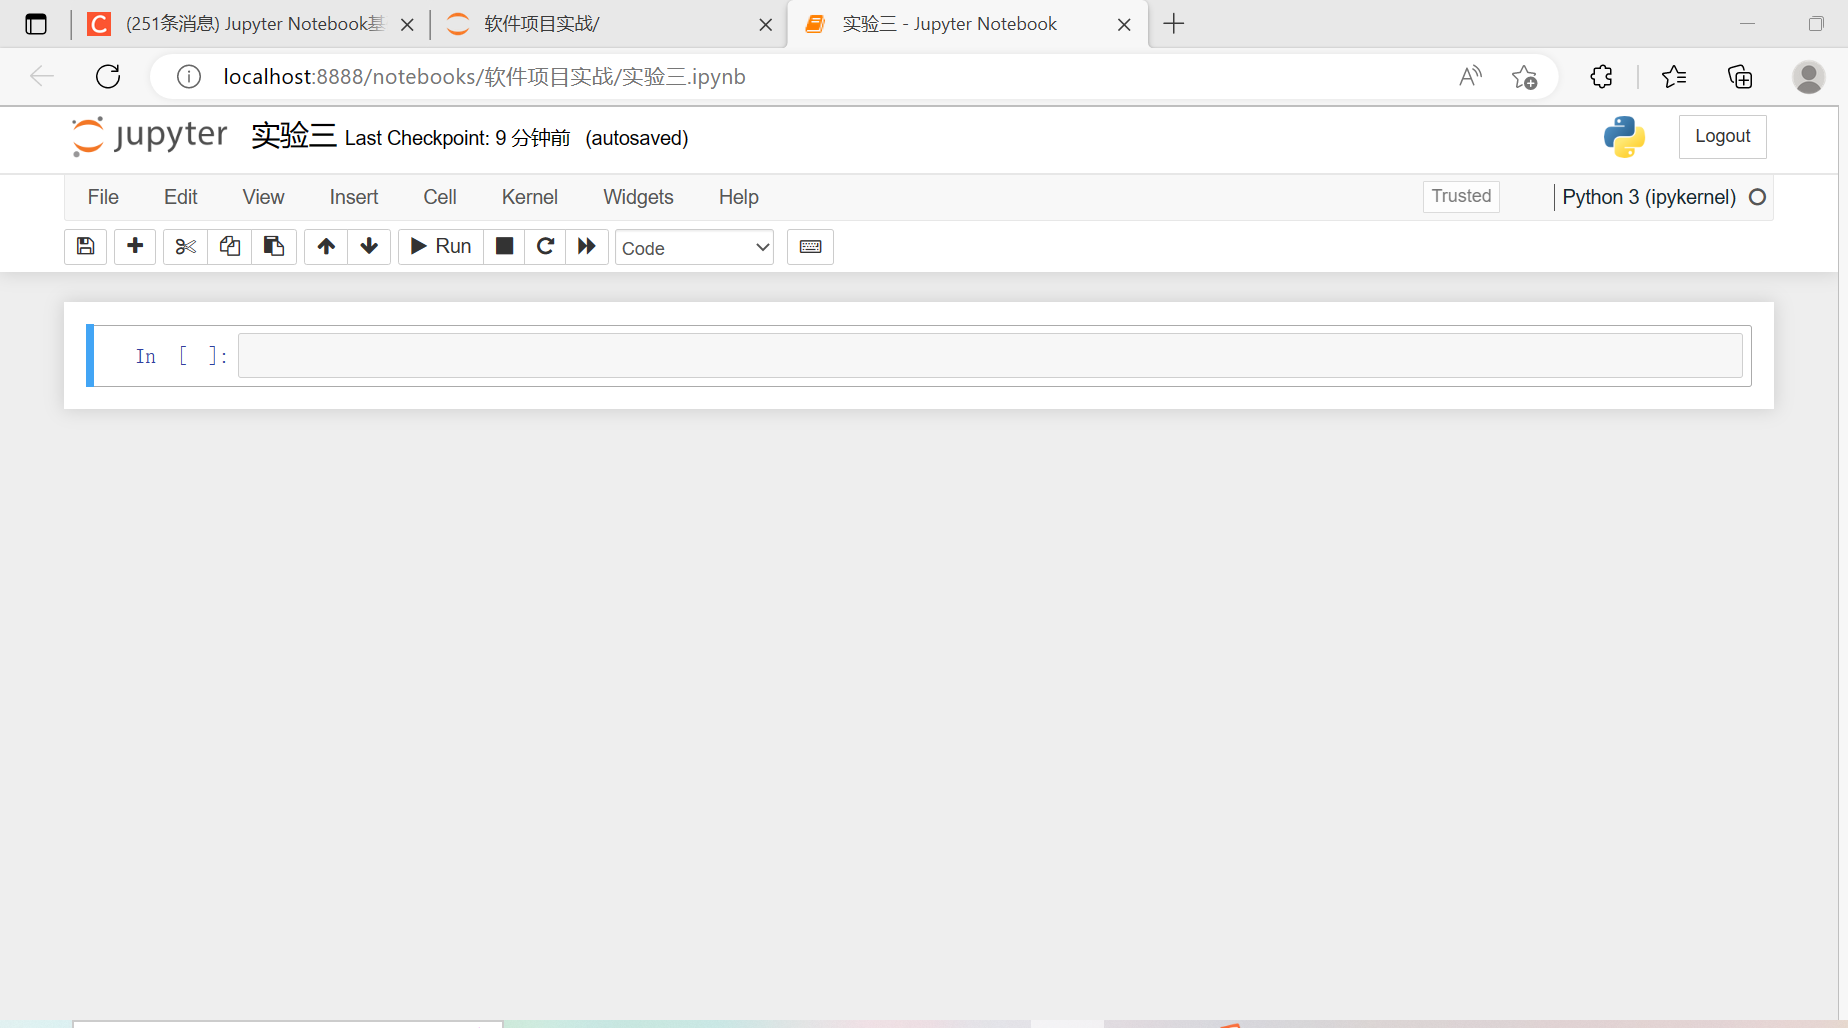 (251条消息) Jupyter Notebook基
软件项目实战/
实验三 - Jupyter Notebook
localhost:8888/notebooks/软件项目实战/实验三.ipynb
jupyter 实验三 Last Checkpoint: 9 分钟前 (autosaved)
Logout
File Edit View Insert Cell Kernel Widgets Help Trusted Python 3 (ipykernel)
Run Code
In [ ]: